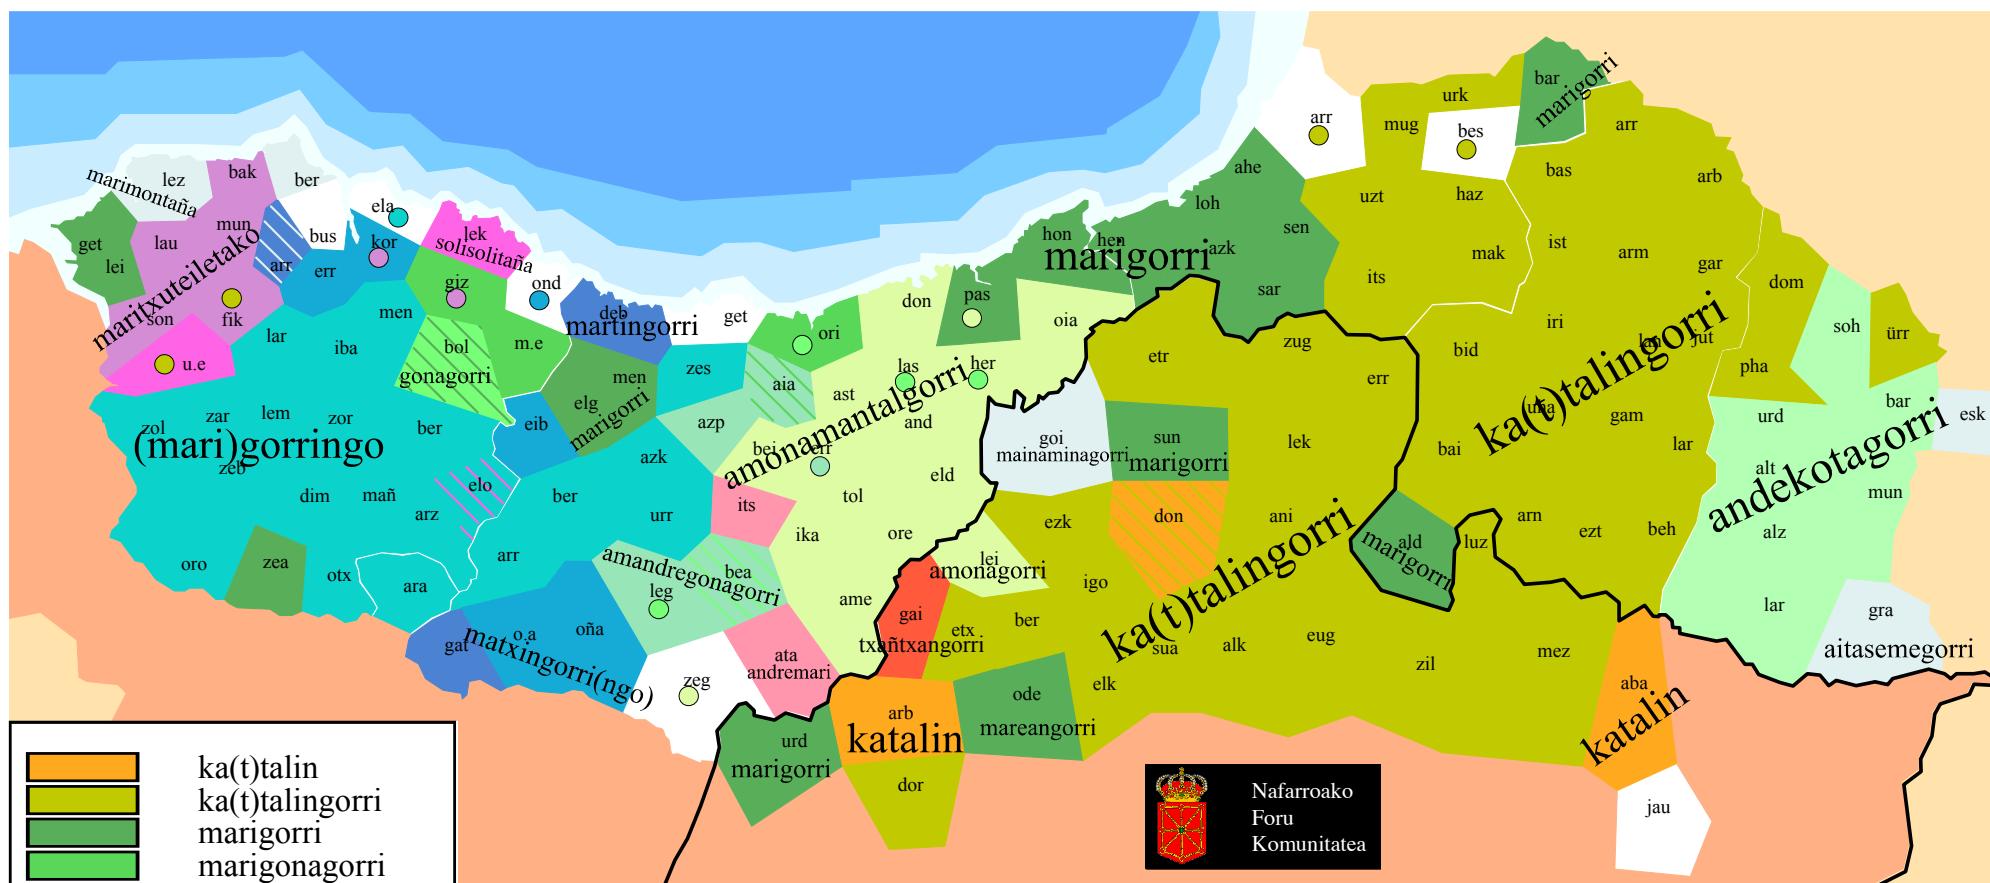 bar
marigorri
urk
arr
mug
bes
arr
ahe
bas
arb
marimontaña
lez
bak
ber
ela
uzt
haz
loh
mun
bus
kor
lek
solisolitaña
hon
hen
azk
sen
ist
get
lei
lau
maritxuteiletako
arr
err
marigorri
mak
arm
gar
giz
ond
its
sar
dom
son
fik
men
deb
martingorri
get
don
pas
oia
iri
soh
ürr
lar
iba
bol
m.e
ori
etr
zug
bid
lah
jut
ka(t)talingorri
u.e
gonagorri
men
zes
aia
las
her
err
pha
ast
amonamantalgorri
zar
lem
zor
ber
elg
marigorri
eib
azp
and
uha
gam
urd
bar
esk
zol
(mari)gorringo
zeb
azk
bei
err
goi
mainaminagorri
sun
marigorri
lek
bai
lar
andekotagorri
alt
dim
mañ
elo
ber
its
tol
eld
mun
arz
urr
ika
ore
ezk
don
ani
arn
ezt
beh
alz
oro
zea
otx
ara
arr
amandregonagorri
bea
leg
lei
amonagorri
igo
ka(t)talingorri
ald
marigorri
luz
ame
gai
txañtxangorri
etx
ber
lar
gra
aitasemegorri
gat
o.a
oña
matxingorri(ngo)
ata
andremari
sua
alk
eug
zil
mez
zeg
arb
katalin
ode
mareangorri
elk
aba
katalin
urd
marigorri
dor
jau
ka(t)talin
ka(t)talingorri
marigorri
marigonagorri
Nafarroako
Foru
Komunitatea